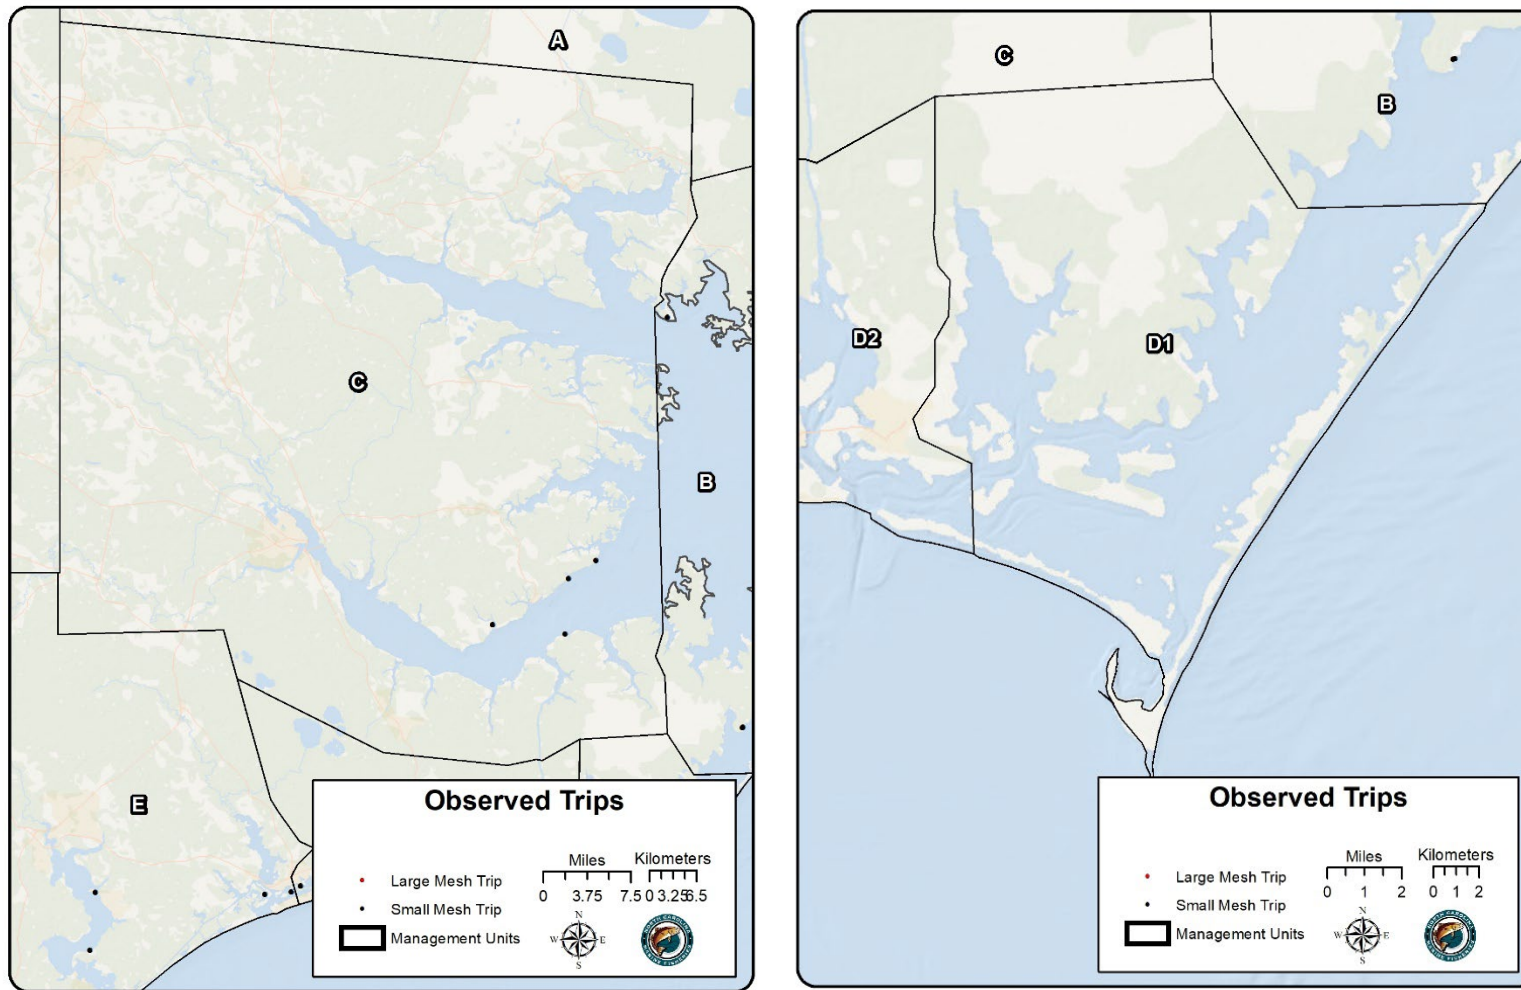 A
C
B
E
Observed Trips
Miles
Kilometers
Large Mesh Trip
0 3.75 7.5
0 3.25 6.5
Small Mesh Trip
N
W E
S
Management Units
C
B
D2
D1
Observed Trips
Miles
Kilometers
Large Mesh Trip
0 1 2
0 1 2
Small Mesh Trip
N
W E
S
Management Units